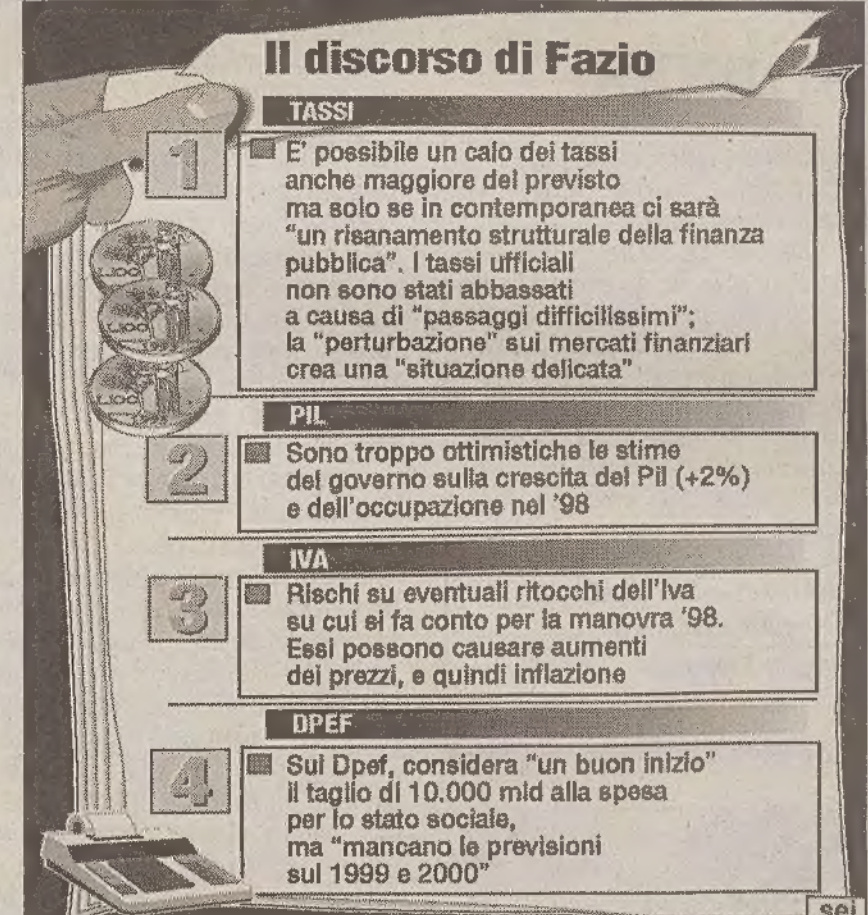 Il discorso di Fazio
TASSI
1
E' possibile un calo dei tassi
anche maggiore del previsto
ma solo se in contemporanea ci sarà
"un risanamento strutturale della finanza
pubblica". I tassi ufficiali
non sono stati abbassati
a causa di "passaggi difficilissimi";
la "perturbazione" sui mercati finanziari
crea una "situazione delicata"
L.100
L.100
L.100
PIL
2
Sono troppo ottimistiche le stime
del governo sulla crescita del Pil (+2%)
e dell'occupazione nel '98
IVA
3
Rischi su eventuali ritocchi dell'Iva
su cui si fa conto per la manovra '98.
Essi possono causare aumenti
dei prezzi, e quindi inflazione
DPEF
4
Sul Dpef, considera "un buon inizio"
il taglio di 10.000 mld alla spesa
per lo stato sociale,
ma "mancano le previsioni
sul 1999 e 2000"